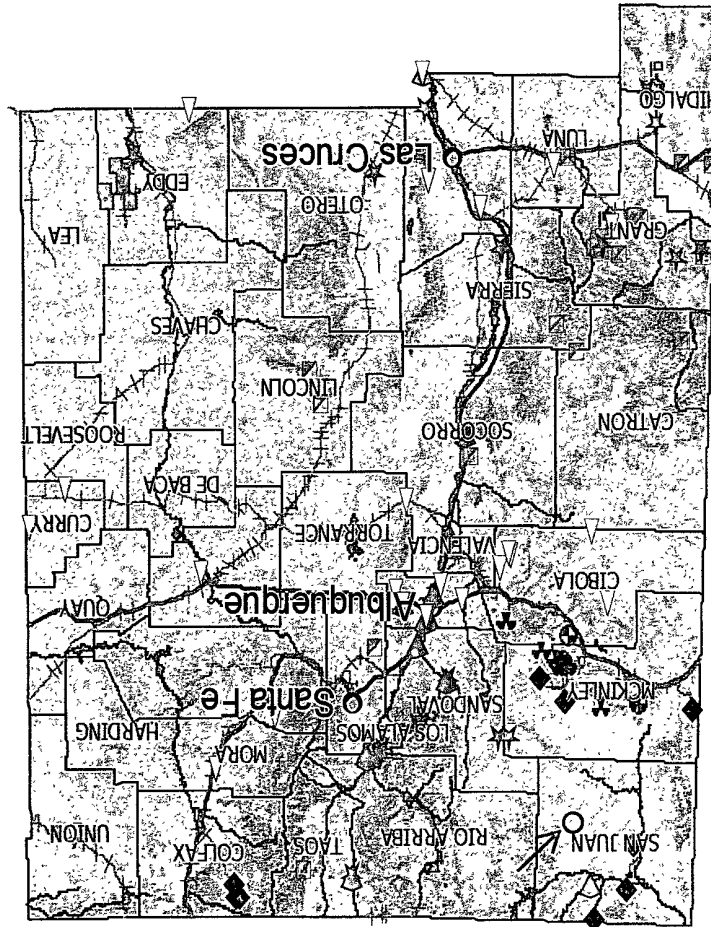 SAN JUAN
RIO ARRIBA
TAOS
COLFAX
UNION
LOS ALAMOS
MORA
HARDING
MCKINLEY
SANDOVAL
Santa Fe
Albuquerque
QUAY
CIBOLA
VALENCIA
TORRANCE
CURRY
DE BACA
CATRON
SOCORRO
ROOSEVELT
LINCOLN
CHAVES
SIERRA
GRANT
OTERO
LEA
EDDY
Las Cruces
LUNA
HIDALGO